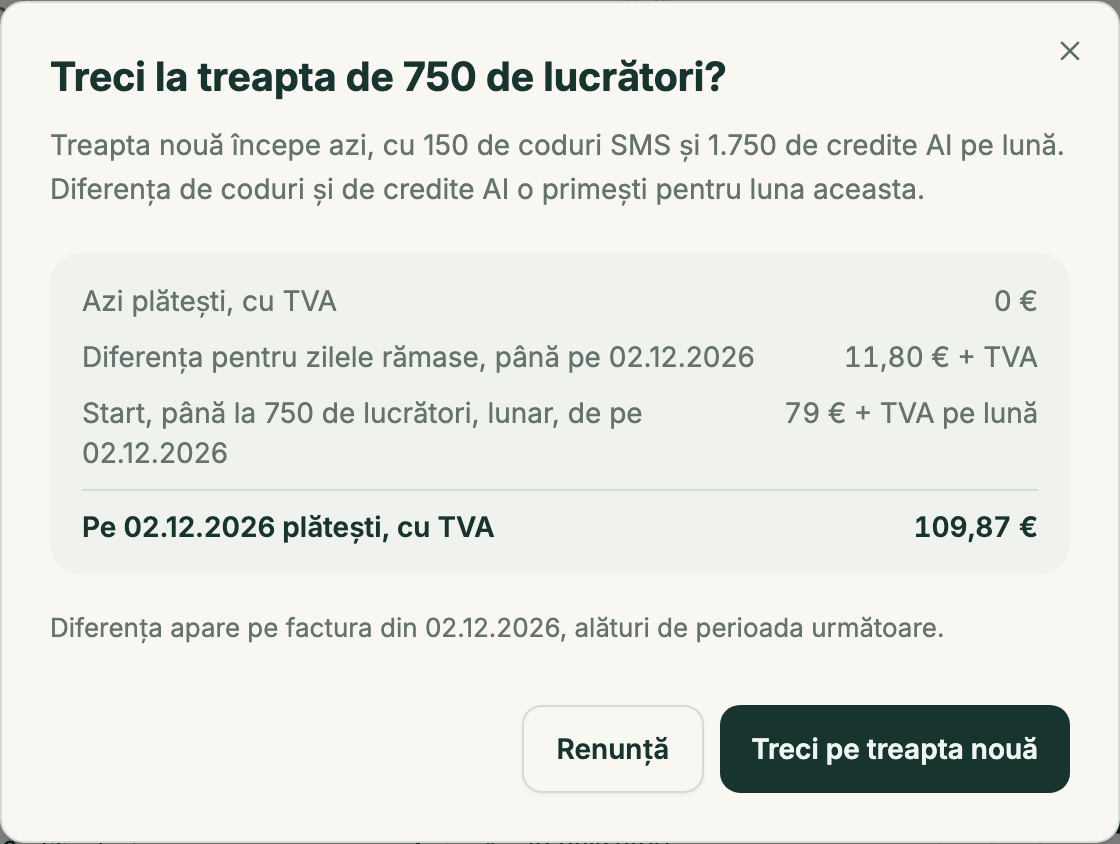 Treci la treapta de 750 de lucrători?
Treapta nouă începe azi, cu 150 de coduri SMS și 1.750 de credite AI pe lună.
Diferența de coduri și de credite AI o primești pentru luna aceasta.
Azi plătești, cu TVA 0 €
Diferența pentru zilele rămase, până pe 02.12.2026 11,80 € + TVA
Start, până la 750 de lucrători, lunar, de pe 79 € + TVA pe lună
02.12.2026
Pe 02.12.2026 plătești, cu TVA 109,87 €
Diferența apare pe factura din 02.12.2026, alături de perioada următoare.
Renunță Treci pe treapta nouă